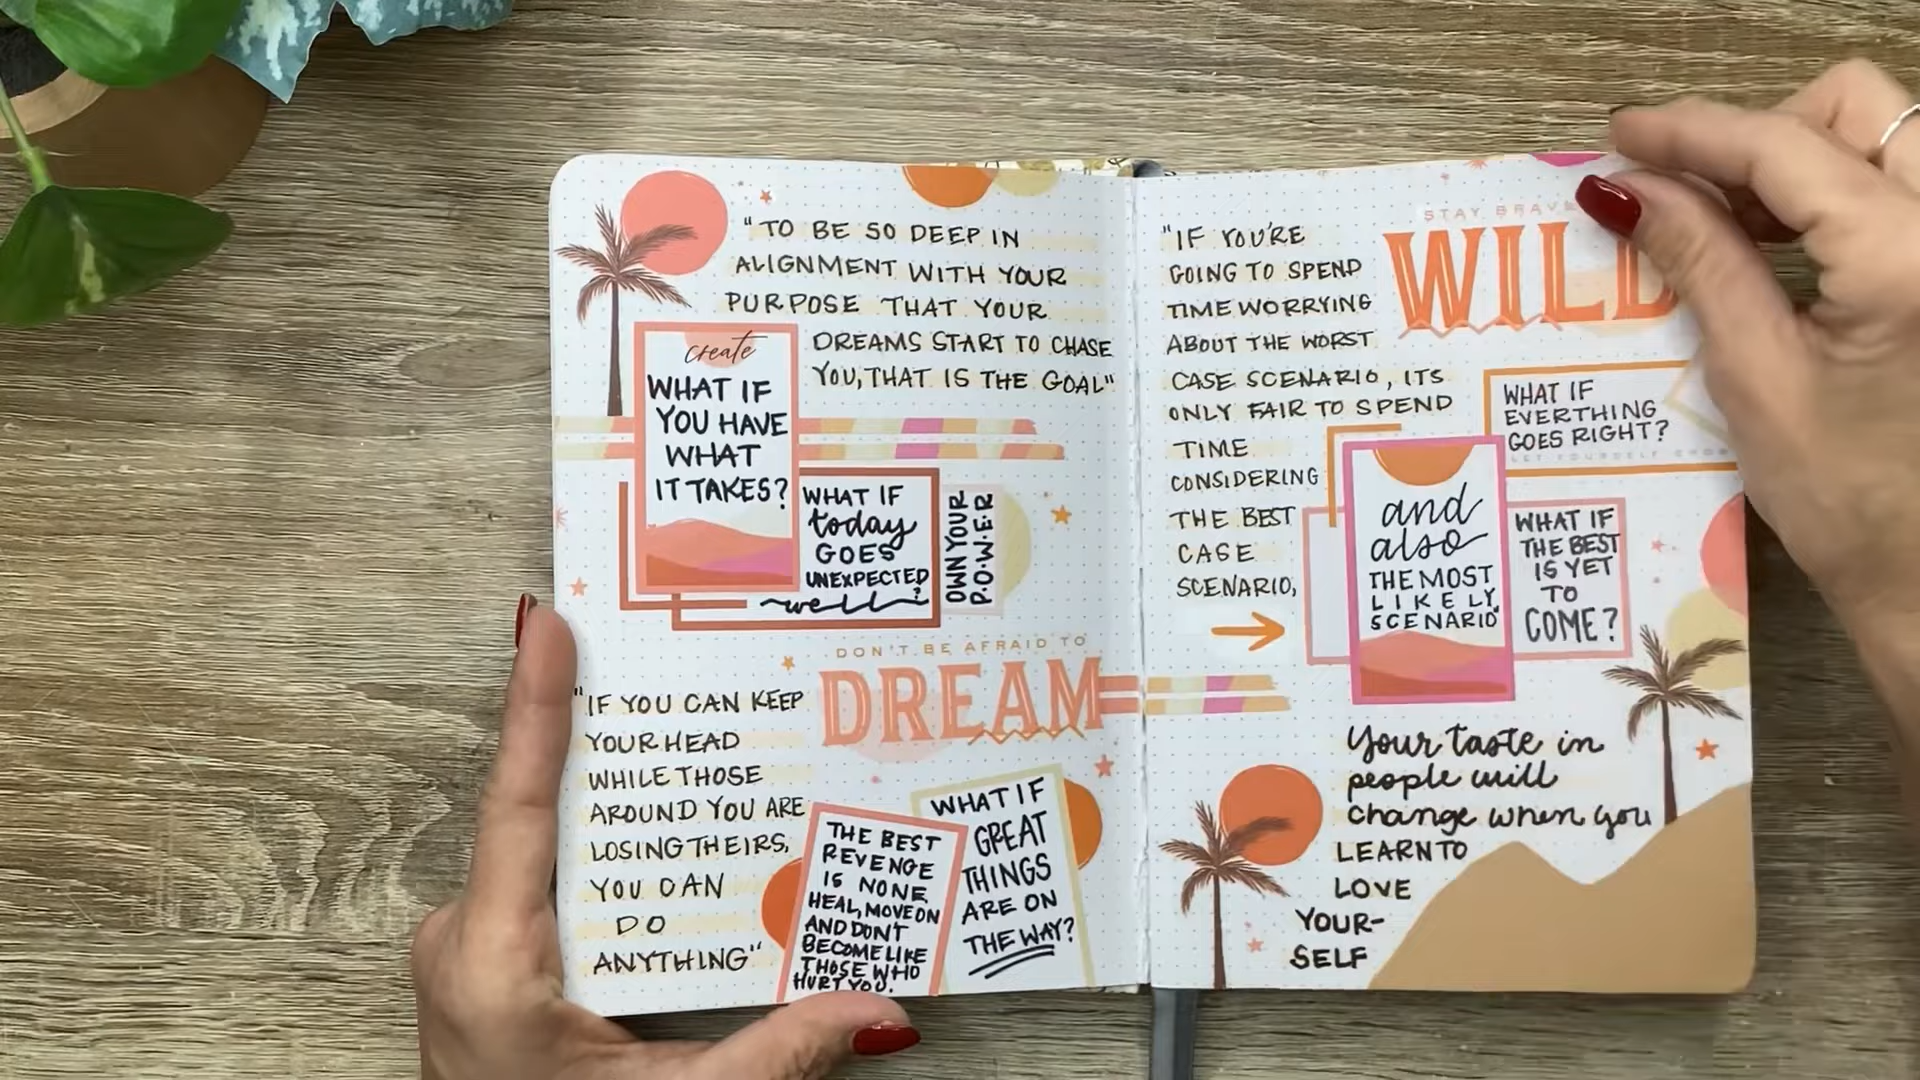 "TO BE SO DEEP IN
ALIGNMENT WITH YOUR
PURPOSE THAT YOUR
DREAMS START TO CHASE
YOU, THAT IS THE GOAL"
create
WHAT IF
YOU HAVE
WHAT
IT TAKES?
WHAT IF
today
GOES
UNEXPECTED
well?
OWN YOUR
P.O.W.E.R
DON'T BE AFRAID TO
DREAM
"IF YOU CAN KEEP
YOUR HEAD
WHILE THOSE
AROUND YOU ARE
LOSING THEIRS,
YOU CAN
DO
ANYTHING"
THE BEST
REVENGE
IS NONE,
HEAL, MOVE ON
AND DON'T
BECOME LIKE
THOSE WHO
HURT YOU.
WHAT IF
GREAT
THINGS
ARE ON
THE WAY?
"IF YOU'RE
GOING TO SPEND
TIME WORRYING
ABOUT THE WORST
CASE SCENARIO, ITS
ONLY FAIR TO SPEND
TIME
CONSIDERING
THE BEST
CASE
SCENARIO,
STAY BRAVE
WILD
WHAT IF
EVERTHING
GOES RIGHT?
LET YOURSELF
and
also
THE MOST
LIKELY
SCENARIO"
WHAT IF
THE BEST
IS YET
TO
COME?
Your taste in
people will
change when you
LEARN TO
LOVE
YOUR-
SELF